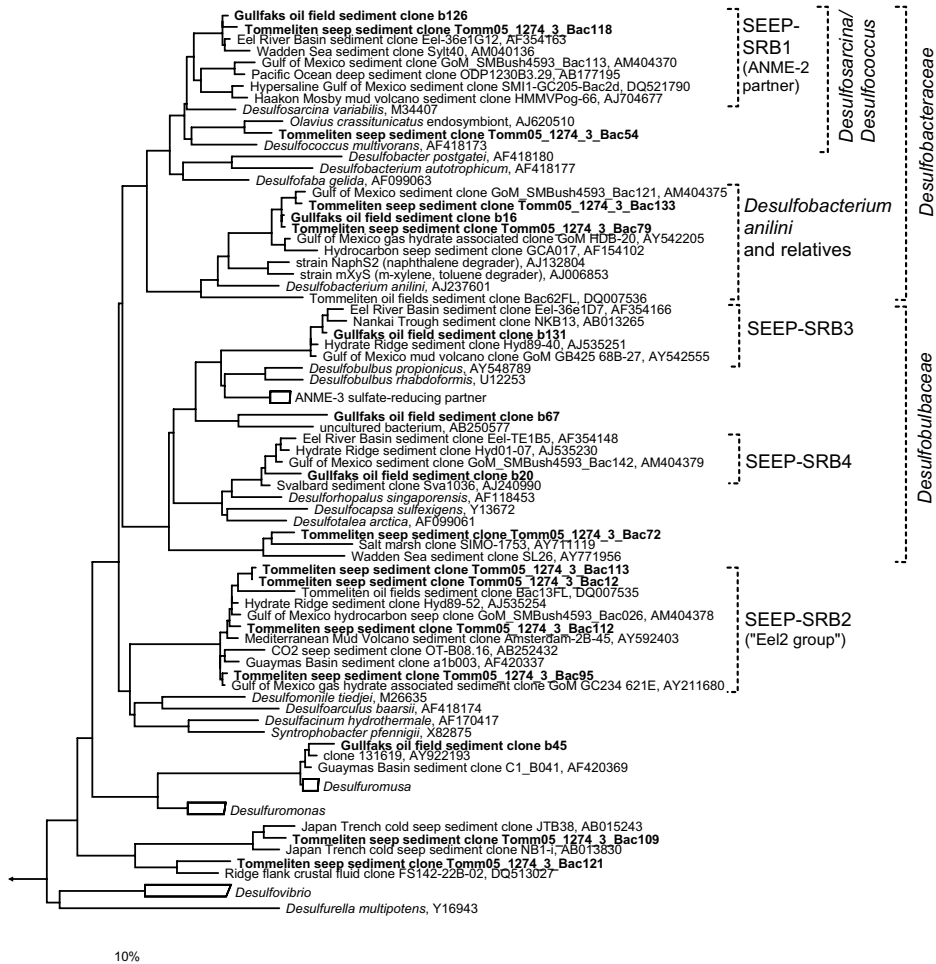 Gullfaks oil field sediment clone b126
Tommeliten seep sediment clone Tomm05_1274_3_Bac118
Eel River Basin sediment clone Eel-36e1G12, AF354163
Wadden Sea sediment clone Sylt40, AM040136
Gulf of Mexico sediment clone GoM_SMBush4593_Bac113, AM404370
Pacific Ocean deep sediment clone ODP1230B3.29, AB177195
Hypersaline Gulf of Mexico sediment clone SMI1-GC205-Bac2d, DQ521790
Haakon Mosby mud volcano sediment clone HMMVPog-66, AJ704677
Desulfosarcina variabilis, M34407
Olavius crassitunicatus endosymbiont, AJ620510
Tommeliten seep sediment clone Tomm05_1274_3_Bac54
Desulfococcus multivorans, AF418173
Desulfobacter postgatei, AF418180
Desulfobacterium autotrophicum, AF418177
Desulfofaba gelida, AF099063
Gulf of Mexico sediment clone GoM_SMBush4593_Bac121, AM404375
Tommeliten seep sediment clone Tomm05_1274_3_Bac133
Gullfaks oil field sediment clone b16
Tommeliten seep sediment clone Tomm05_1274_3_Bac79
Gulf of Mexico gas hydrate associated clone GoM HDB-20, AY542205
Hydrocarbon seep sediment clone GCA017, AF154102
strain NaphS2 (naphthalene degrader), AJ132804
strain mXyS (m-xylene, toluene degrader), AJ006853
Desulfobacterium anilini, AJ237601
Tommeliten oil fields sediment clone Bac62FL, DQ007536
Eel River Basin sediment clone Eel-36e1D7, AF354166
Nankai Trough sediment clone NKB13, AB013265
Gullfaks oil field sediment clone b131
Hydrate Ridge sediment clone Hyd89-40, AJ535251
Gulf of Mexico mud volcano clone GoM GB425 68B-27, AY542555
Desulfobulbus propionicus, AY548789
Desulfobulbus rhabdoformis, U12253
ANME-3 sulfate-reducing partner
Gullfaks oil field sediment clone b67
uncultured bacterium, AB250577
Eel River Basin sediment clone Eel-TE1B5, AF354148
Hydrate Ridge sediment clone Hyd01-07, AJ535230
Gulf of Mexico sediment clone GoM_SMBush4593_Bac142, AM404379
Gullfaks oil field sediment clone b20
Svalbard sediment clone Sva1036, AJ240990
Desulforhopalus singaporensis, AF118453
Desulfocapsa sulfexigens, Y13672
Desulfotalea arctica, AF099061
Tommeliten seep sediment clone Tomm05_1274_3_Bac72
Salt marsh clone SIMO-1753, AY711119
Wadden Sea sediment clone SL26, AY771956
Tommeliten seep sediment clone Tomm05_1274_3_Bac113
Tommeliten seep sediment clone Tomm05_1274_3_Bac12
Tommeliten oil fields sediment clone Bac13FL, DQ007535
Hydrate Ridge sediment clone Hyd89-52, AJ535254
Gulf of Mexico hydrocarbon seep clone GoM_SMBush4593_Bac026, AM404378
Tommeliten seep sediment clone Tomm05_1274_3_Bac112
Mediterranean Mud Volcano sediment clone Amsterdam-2B-45, AY592403
CO2 seep sediment clone OT-B08.16, AB252432
Guaymas Basin sediment clone a1b003, AF420337
Tommeliten seep sediment clone Tomm05_1274_3_Bac95
Gulf of Mexico gas hydrate associated sediment clone GoM GC234 621E, AY211680
Desulfomonile tiedjei, M26635
Desulfoarculus baarsii, AF418174
Desulfacinum hydrothermale, AF170417
Syntrophobacter pfennigii, X82875
Gullfaks oil field sediment clone b45
clone 131619, AY922193
Guaymas Basin sediment clone C1_B041, AF420369
Desulfuromusa
Desulfuromonas
Japan Trench cold seep sediment clone JTB38, AB015243
Tommeliten seep sediment clone Tomm05_1274_3_Bac109
Japan Trench cold seep sediment clone NB1-i, AB013830
Tommeliten seep sediment clone Tomm05_1274_3_Bac121
Ridge flank crustal fluid clone FS142-22B-02, DQ513027
Desulfovibrio
Desulfurella multipotens, Y16943
10%
SEEP-
SRB1
(ANME-2
partner)
Desulfosarcina/
Desulfococcus
Desulfobacteraceae
Desulfobacterium
anilini
and relatives
SEEP-SRB3
SEEP-SRB4
Desulfobulbaceae
SEEP-SRB2
("Eel2 group")